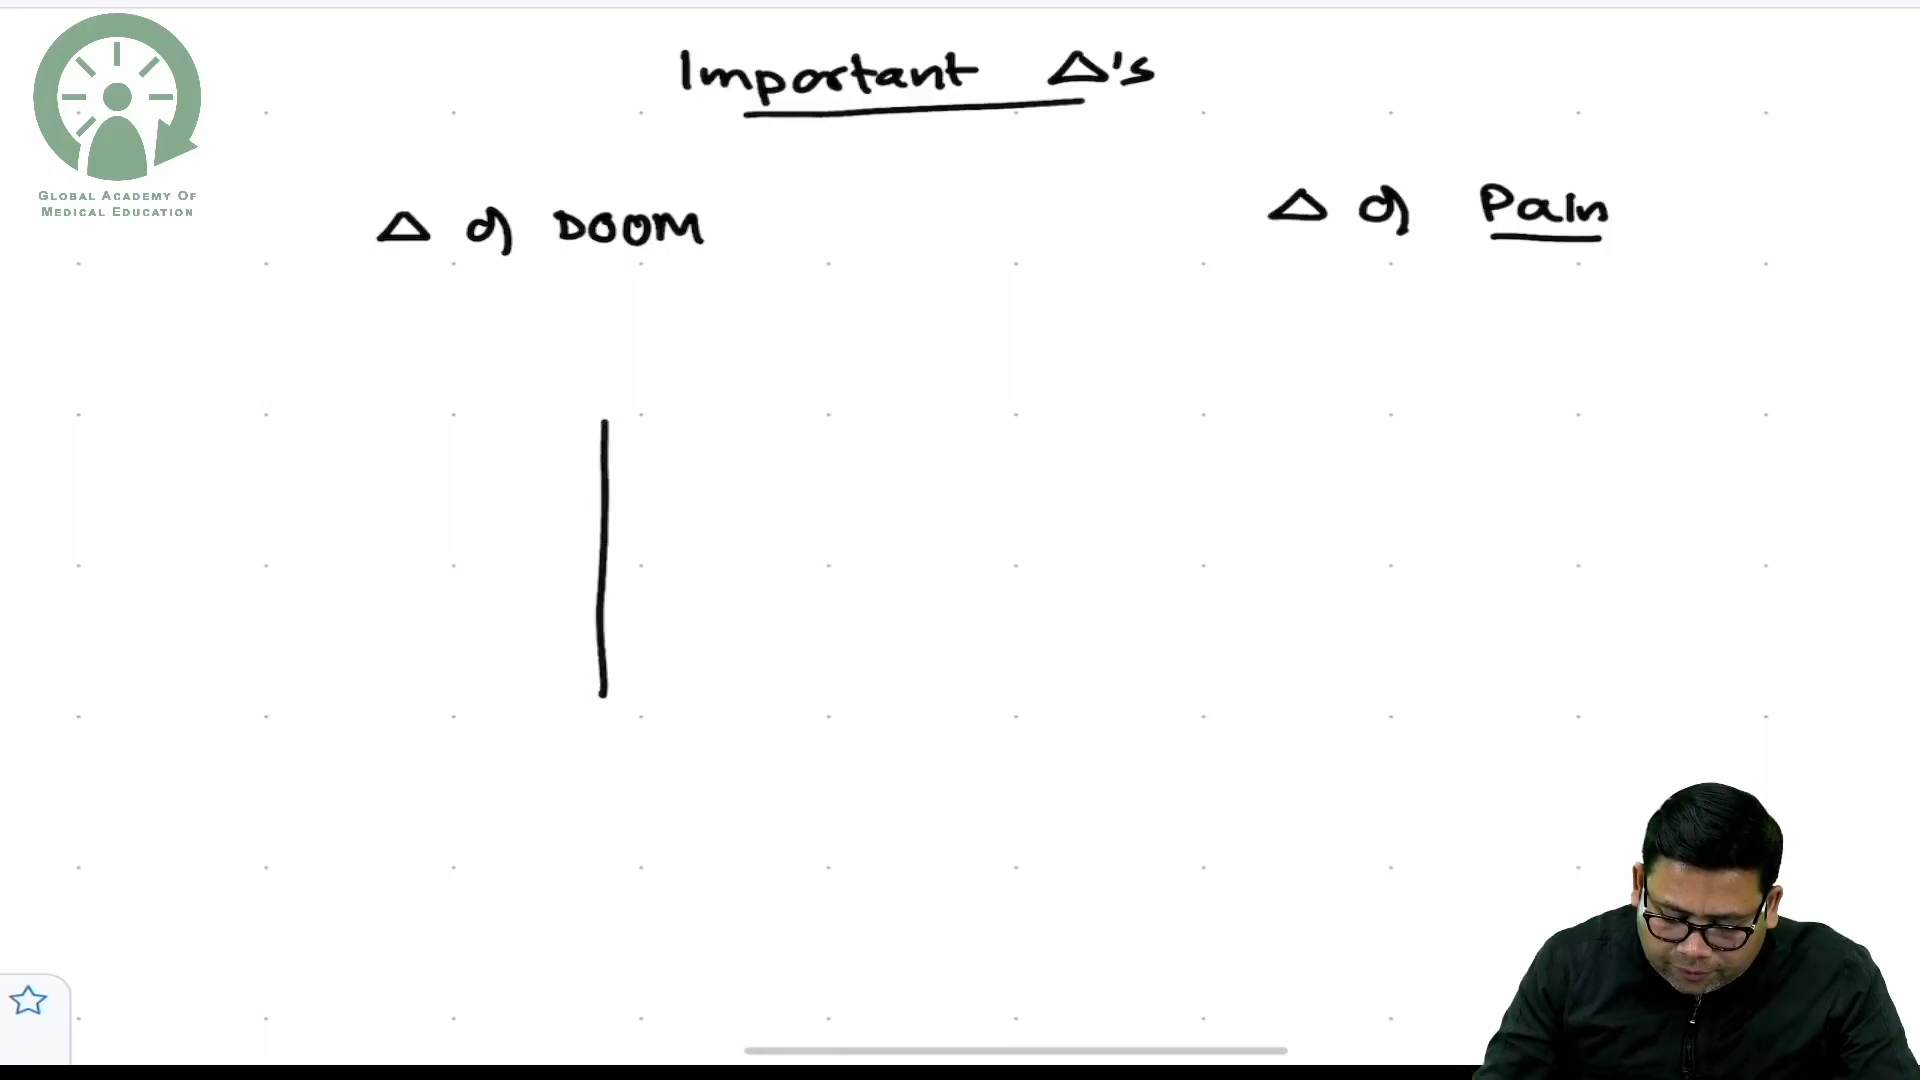 GLOBAL ACADEMY OF
MEDICAL EDUCATION
Important Δ's
Δ of DOOM
Δ of Pain